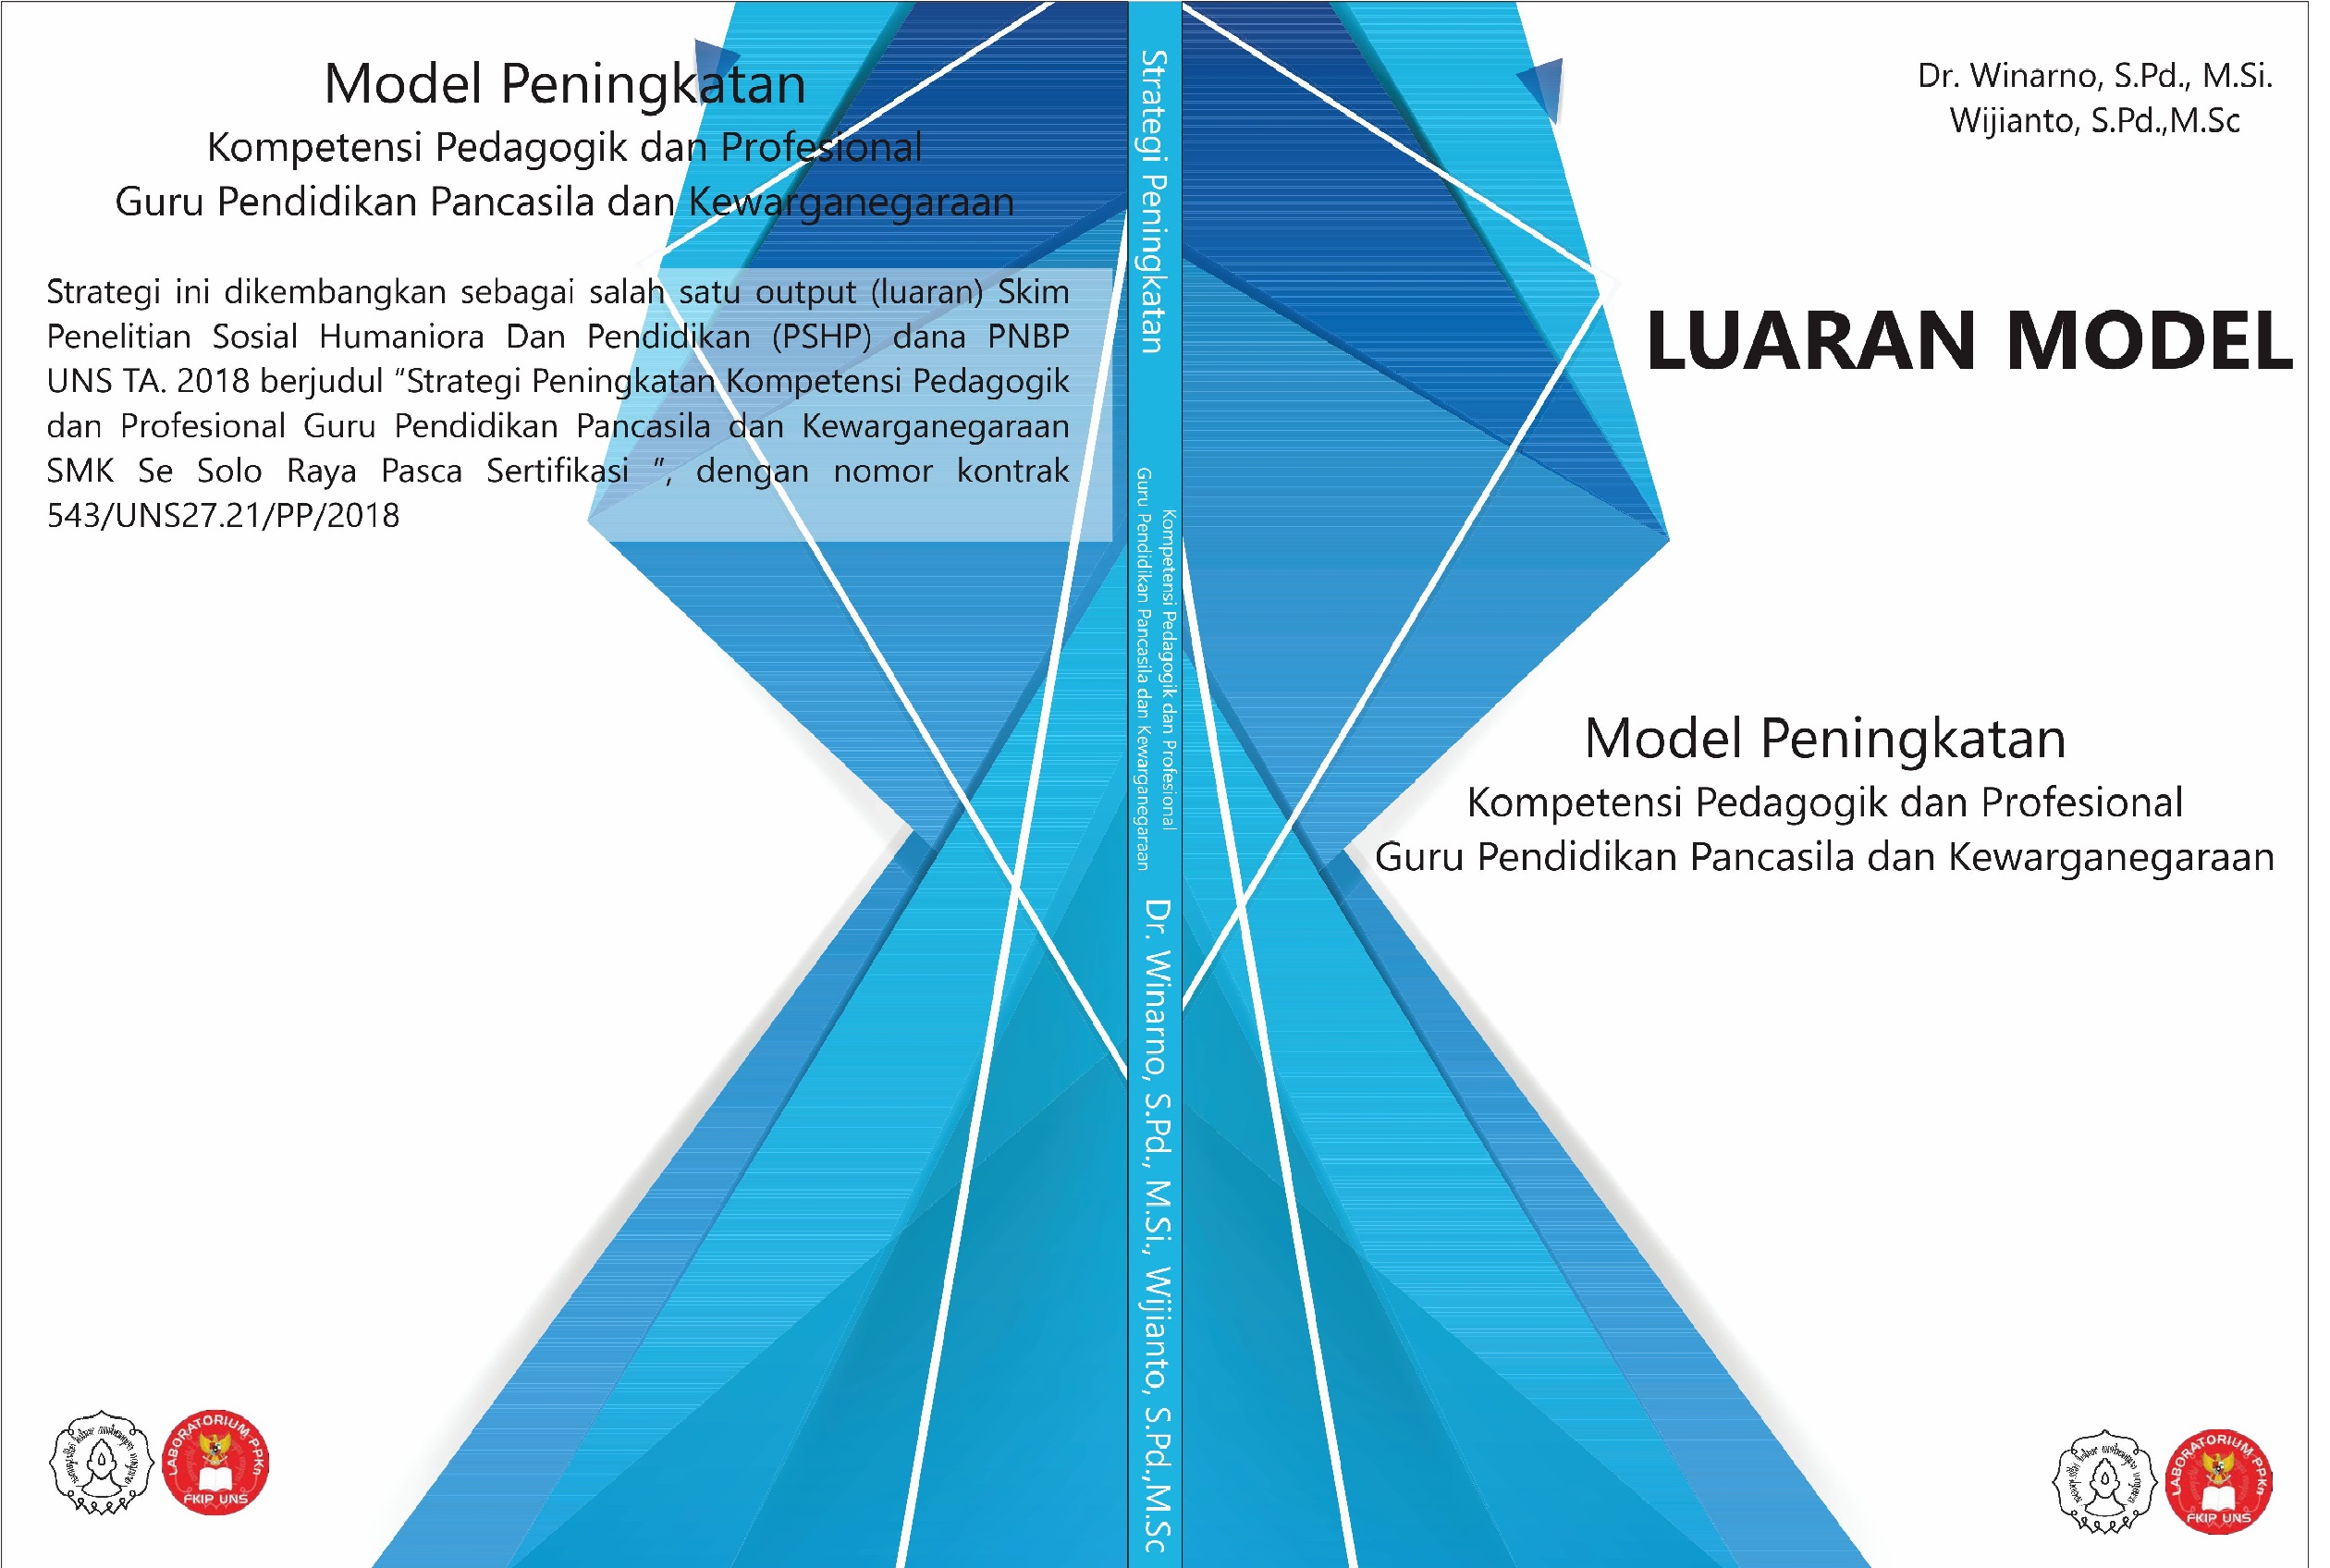 Model Peningkatan
Kompetensi Pedagogik dan Profesional
Guru Pendidikan Pancasila dan Kewarganegaraan
Strategi ini dikembangkan sebagai salah satu output (luaran) Skim
Penelitian Sosial Humaniora Dan Pendidikan (PSHP) dana PNBP
UNS TA. 2018 berjudul “Strategi Peningkatan Kompetensi Pedagogik
dan Profesional Guru Pendidikan Pancasila dan Kewarganegaraan
SMK Se Solo Raya Pasca Sertifikasi ”, dengan nomor kontrak
543/UNS27.21/PP/2018
LABORATORIUM PPKn
FKIP UNS
Strategi Peningkatan
Kompetensi Pedagogik dan Profesional
Guru Pendidikan Pancasila dan Kewarganegaraan
Dr. Winarno, S.Pd., M.Si., Wijianto, S.Pd.,M.Sc
Dr. Winarno, S.Pd., M.Si.
Wijianto, S.Pd.,M.Sc
LUARAN MODEL
Model Peningkatan
Kompetensi Pedagogik dan Profesional
Guru Pendidikan Pancasila dan Kewarganegaraan
LABORATORIUM PPKn
FKIP UNS